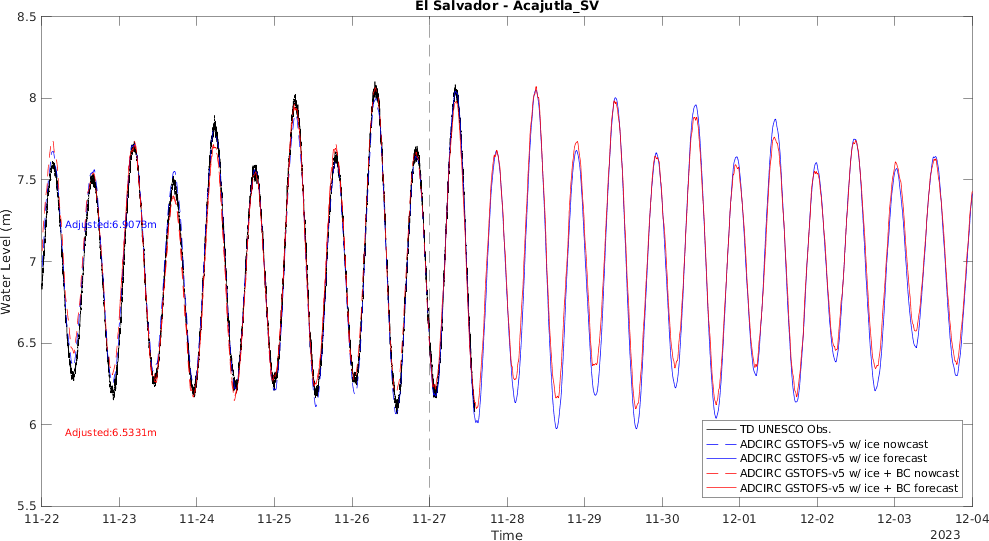 El Salvador - Acajutla_SV
8.5
8
7.5
7
6.5
6
5.5
Water Level (m)
Adjusted:6.9073m
Adjusted:6.5331m
TD UNESCO Obs.
ADCIRC GSTOFS-v5 w/ ice nowcast
ADCIRC GSTOFS-v5 w/ ice forecast
ADCIRC GSTOFS-v5 w/ ice + BC nowcast
ADCIRC GSTOFS-v5 w/ ice + BC forecast
11-22 11-23 11-24 11-25 11-26 11-27 11-28 11-29 11-30 12-01 12-02 12-03 12-04
Time
2023